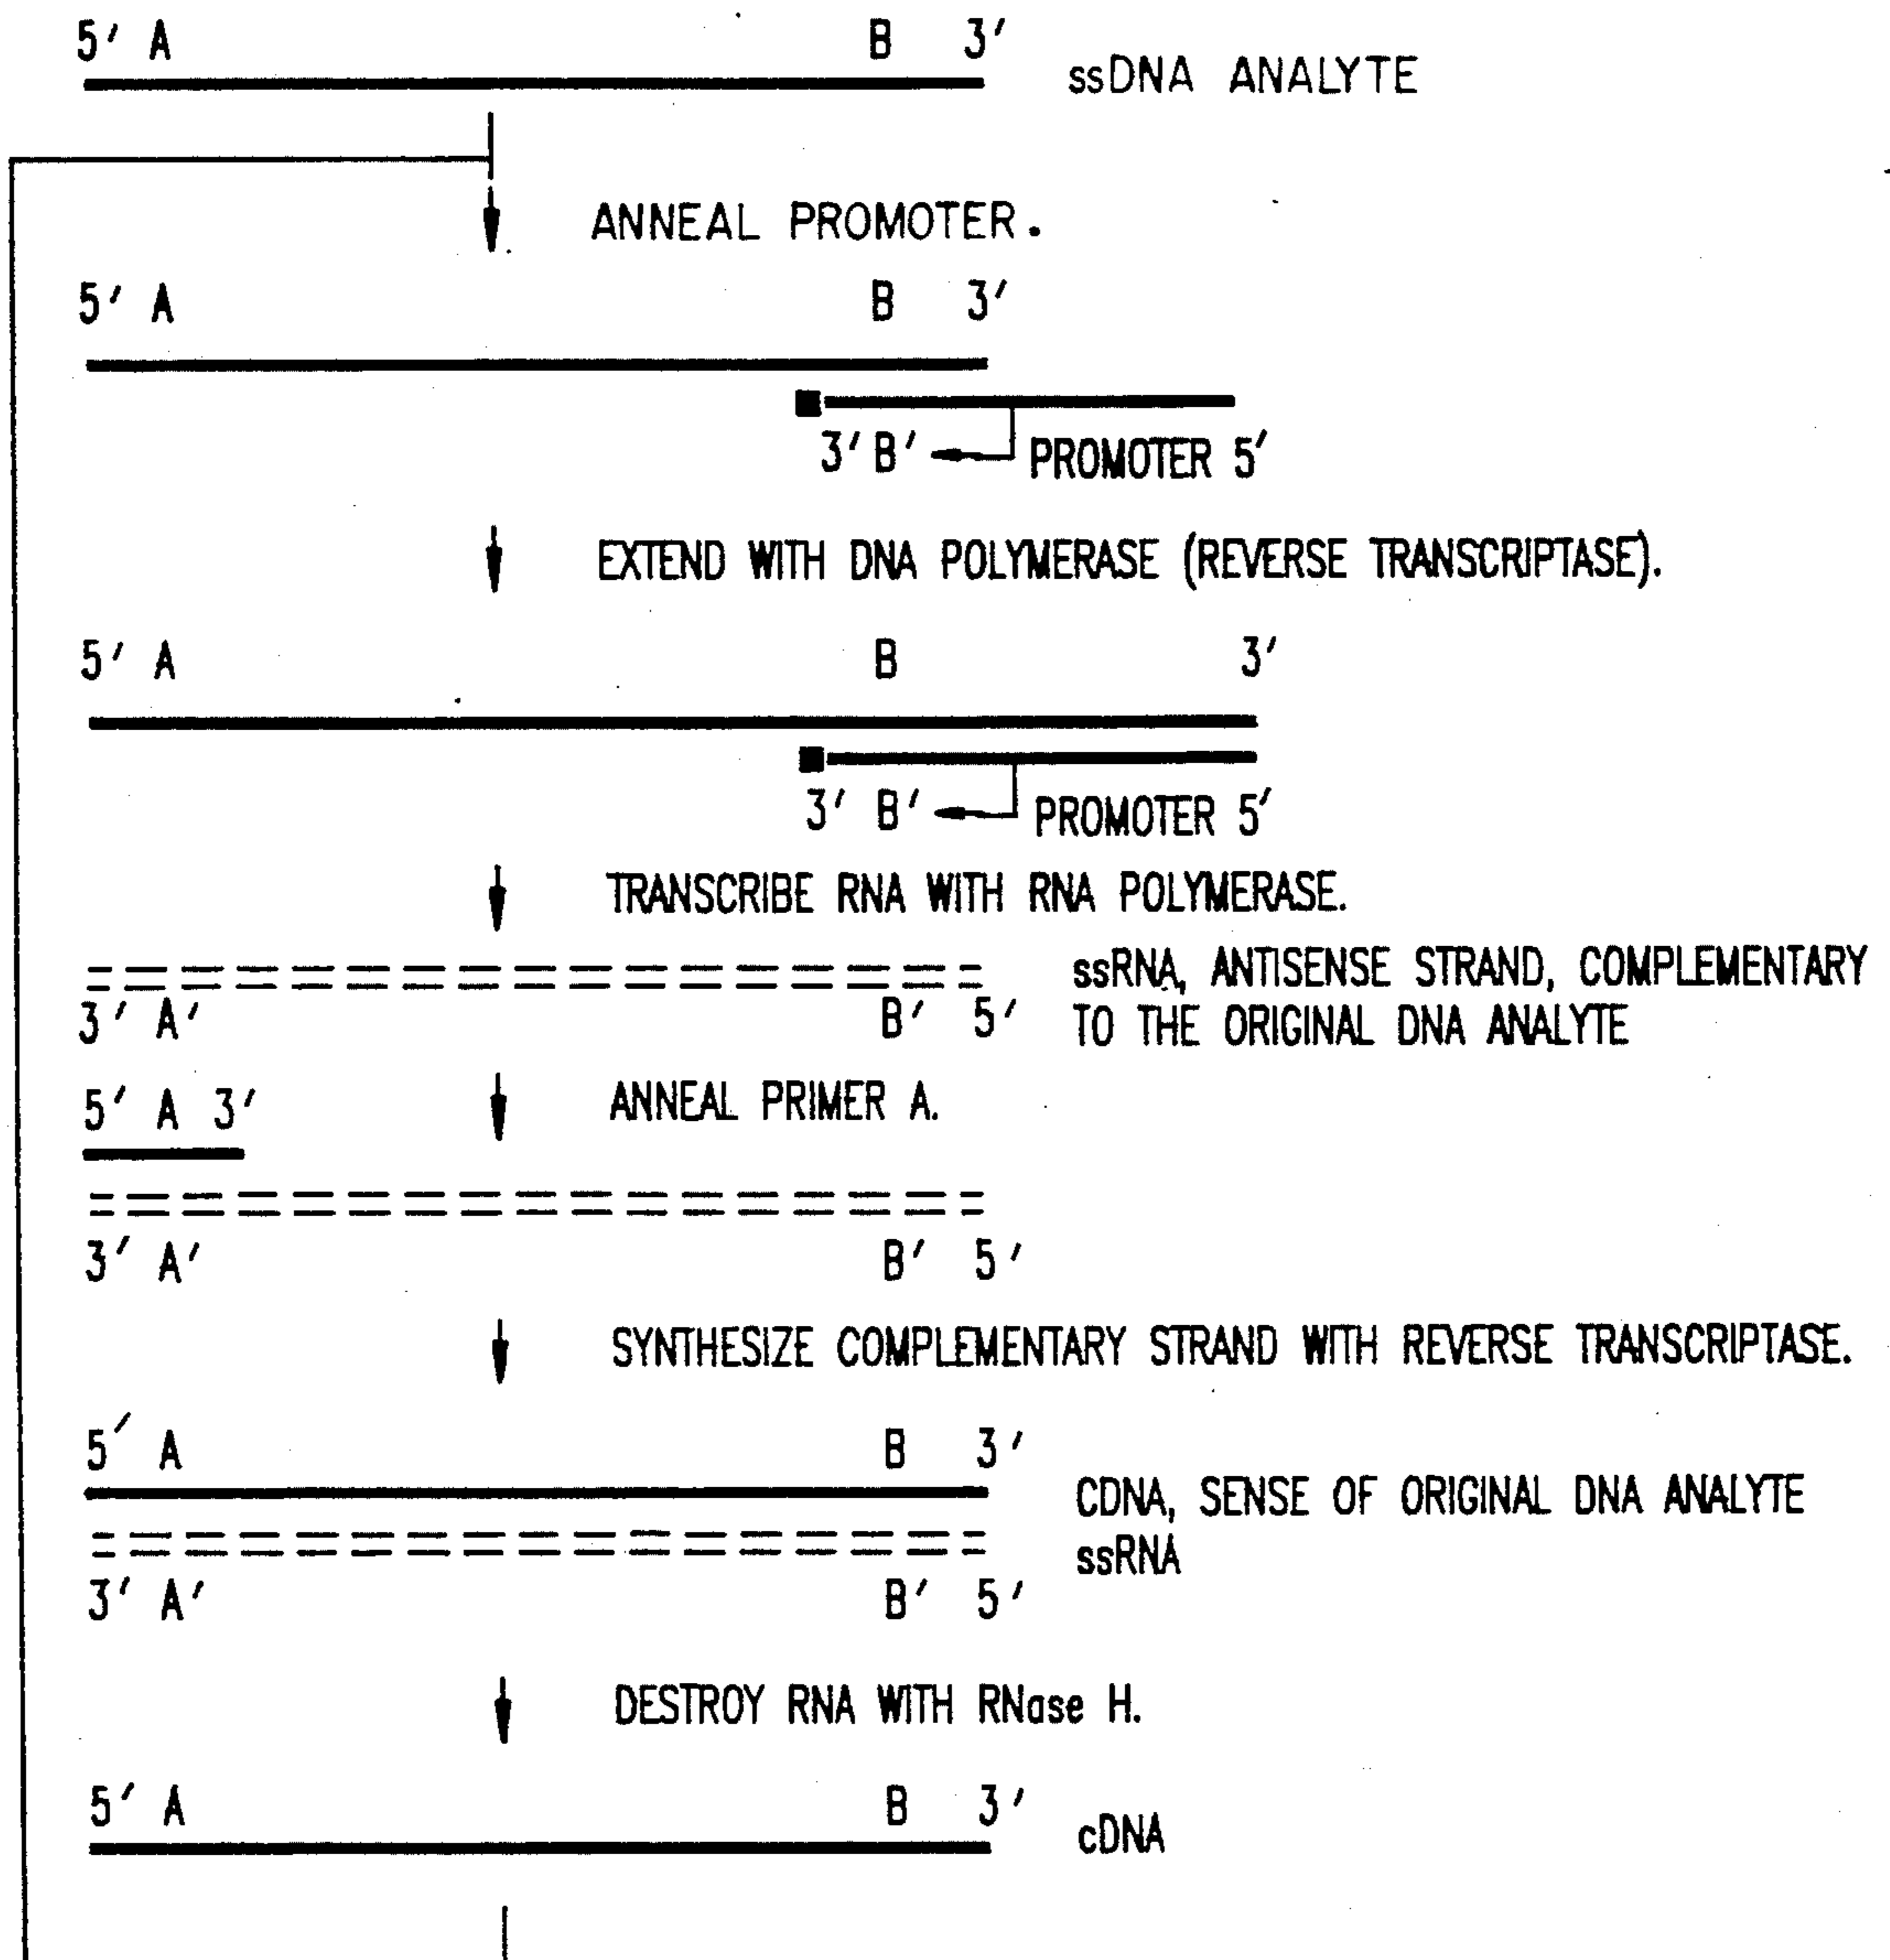 5′ A B 3′
ssDNA ANALYTE
ANNEAL PROMOTER.
5′ A B 3′
3′ B′ PROMOTER 5′
EXTEND WITH DNA POLYMERASE (REVERSE TRANSCRIPTASE).
5′ A B 3′
3′ B′ PROMOTER 5′
TRANSCRIBE RNA WITH RNA POLYMERASE.
ssRNA, ANTISENSE STRAND, COMPLEMENTARY
3′ A′ B′ 5′ TO THE ORIGINAL DNA ANALYTE
5′ A 3′ ANNEAL PRIMER A.
3′ A′ B′ 5′
SYNTHESIZE COMPLEMENTARY STRAND WITH REVERSE TRANSCRIPTASE.
5′ A B 3′
CDNA, SENSE OF ORIGINAL DNA ANALYTE
ssRNA
3′ A′ B′ 5′
DESTROY RNA WITH RNase H.
5′ A B 3′
cDNA